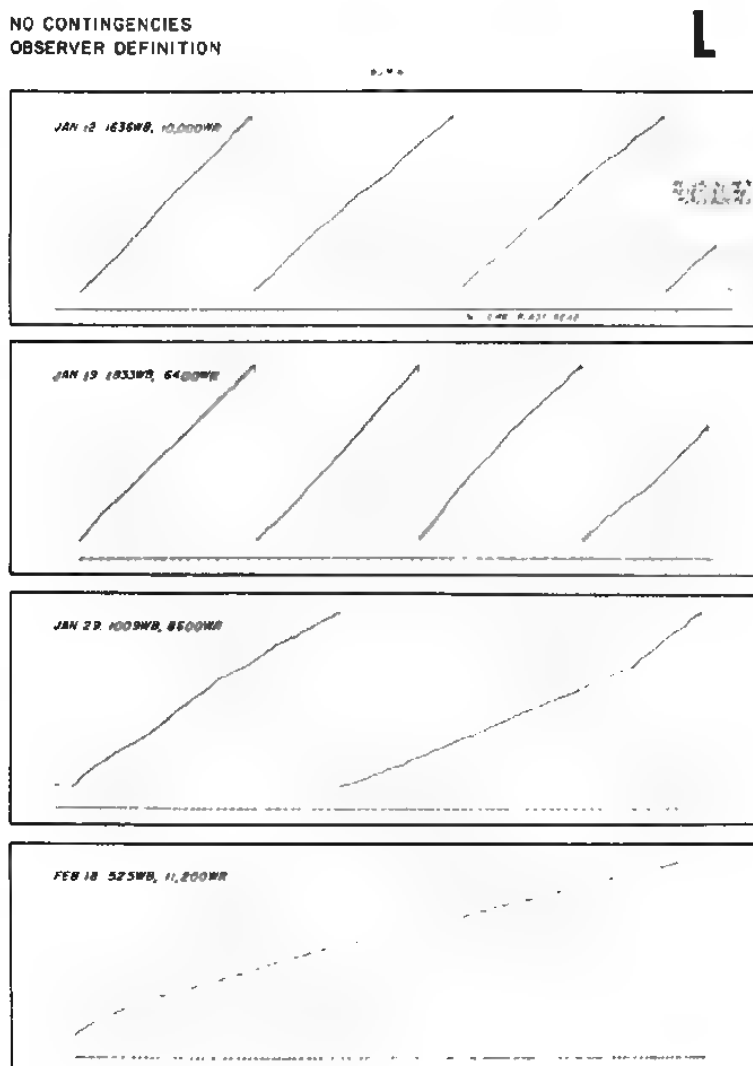 NO CONTINGENCIES
OBSERVER DEFINITION
L
JAN 12 1636WB, 10,000WR
JAN 19 1833WB, 6400WR
JAN 29 1009WB, 8600WR
FEB 18 525WB, 11,200WR